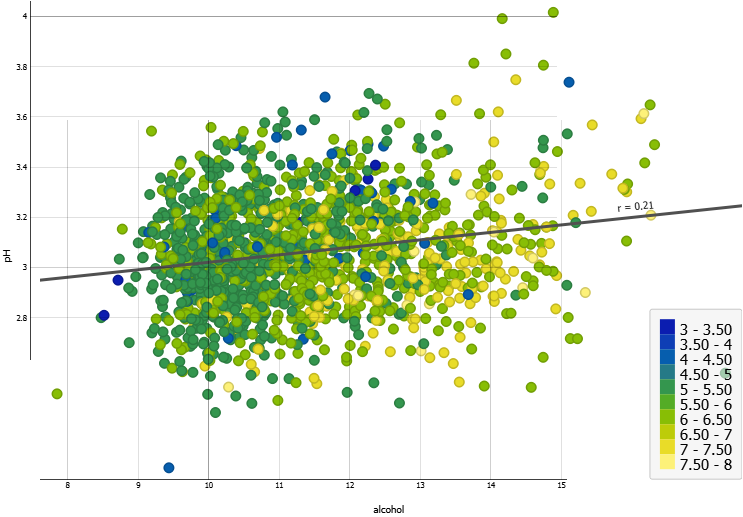 4
3.8
3.6
3.4
3.2
3
2.8
pH
r = 0.21
3 - 3.50
3.50 - 4
4 - 4.50
4.50 - 5
5 - 5.50
5.50 - 6
6 - 6.50
6.50 - 7
7 - 7.50
7.50 - 8
8 9 10 11 12 13 14 15
alcohol